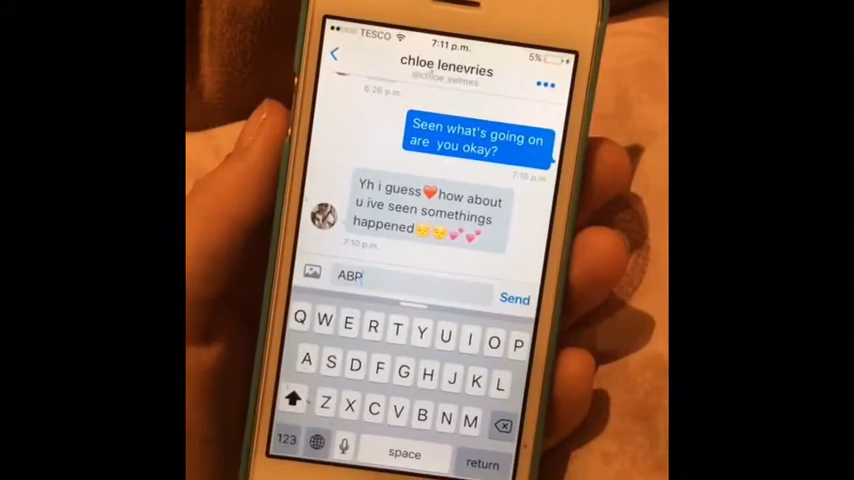 TESCO 7:11 p.m. 5%
chloe lenevries
@chloe_selmes
6:26 p.m.
Seen what's going on
are you okay?
7:10 p.m.
Yh i guess❤️how about
u ive seen somethings
happened😔😔💕💕
7:10 p.m.
ABP
Send
Q W E R T Y U I O P
A S D F G H J K L
Z X C V B N M
123 space return